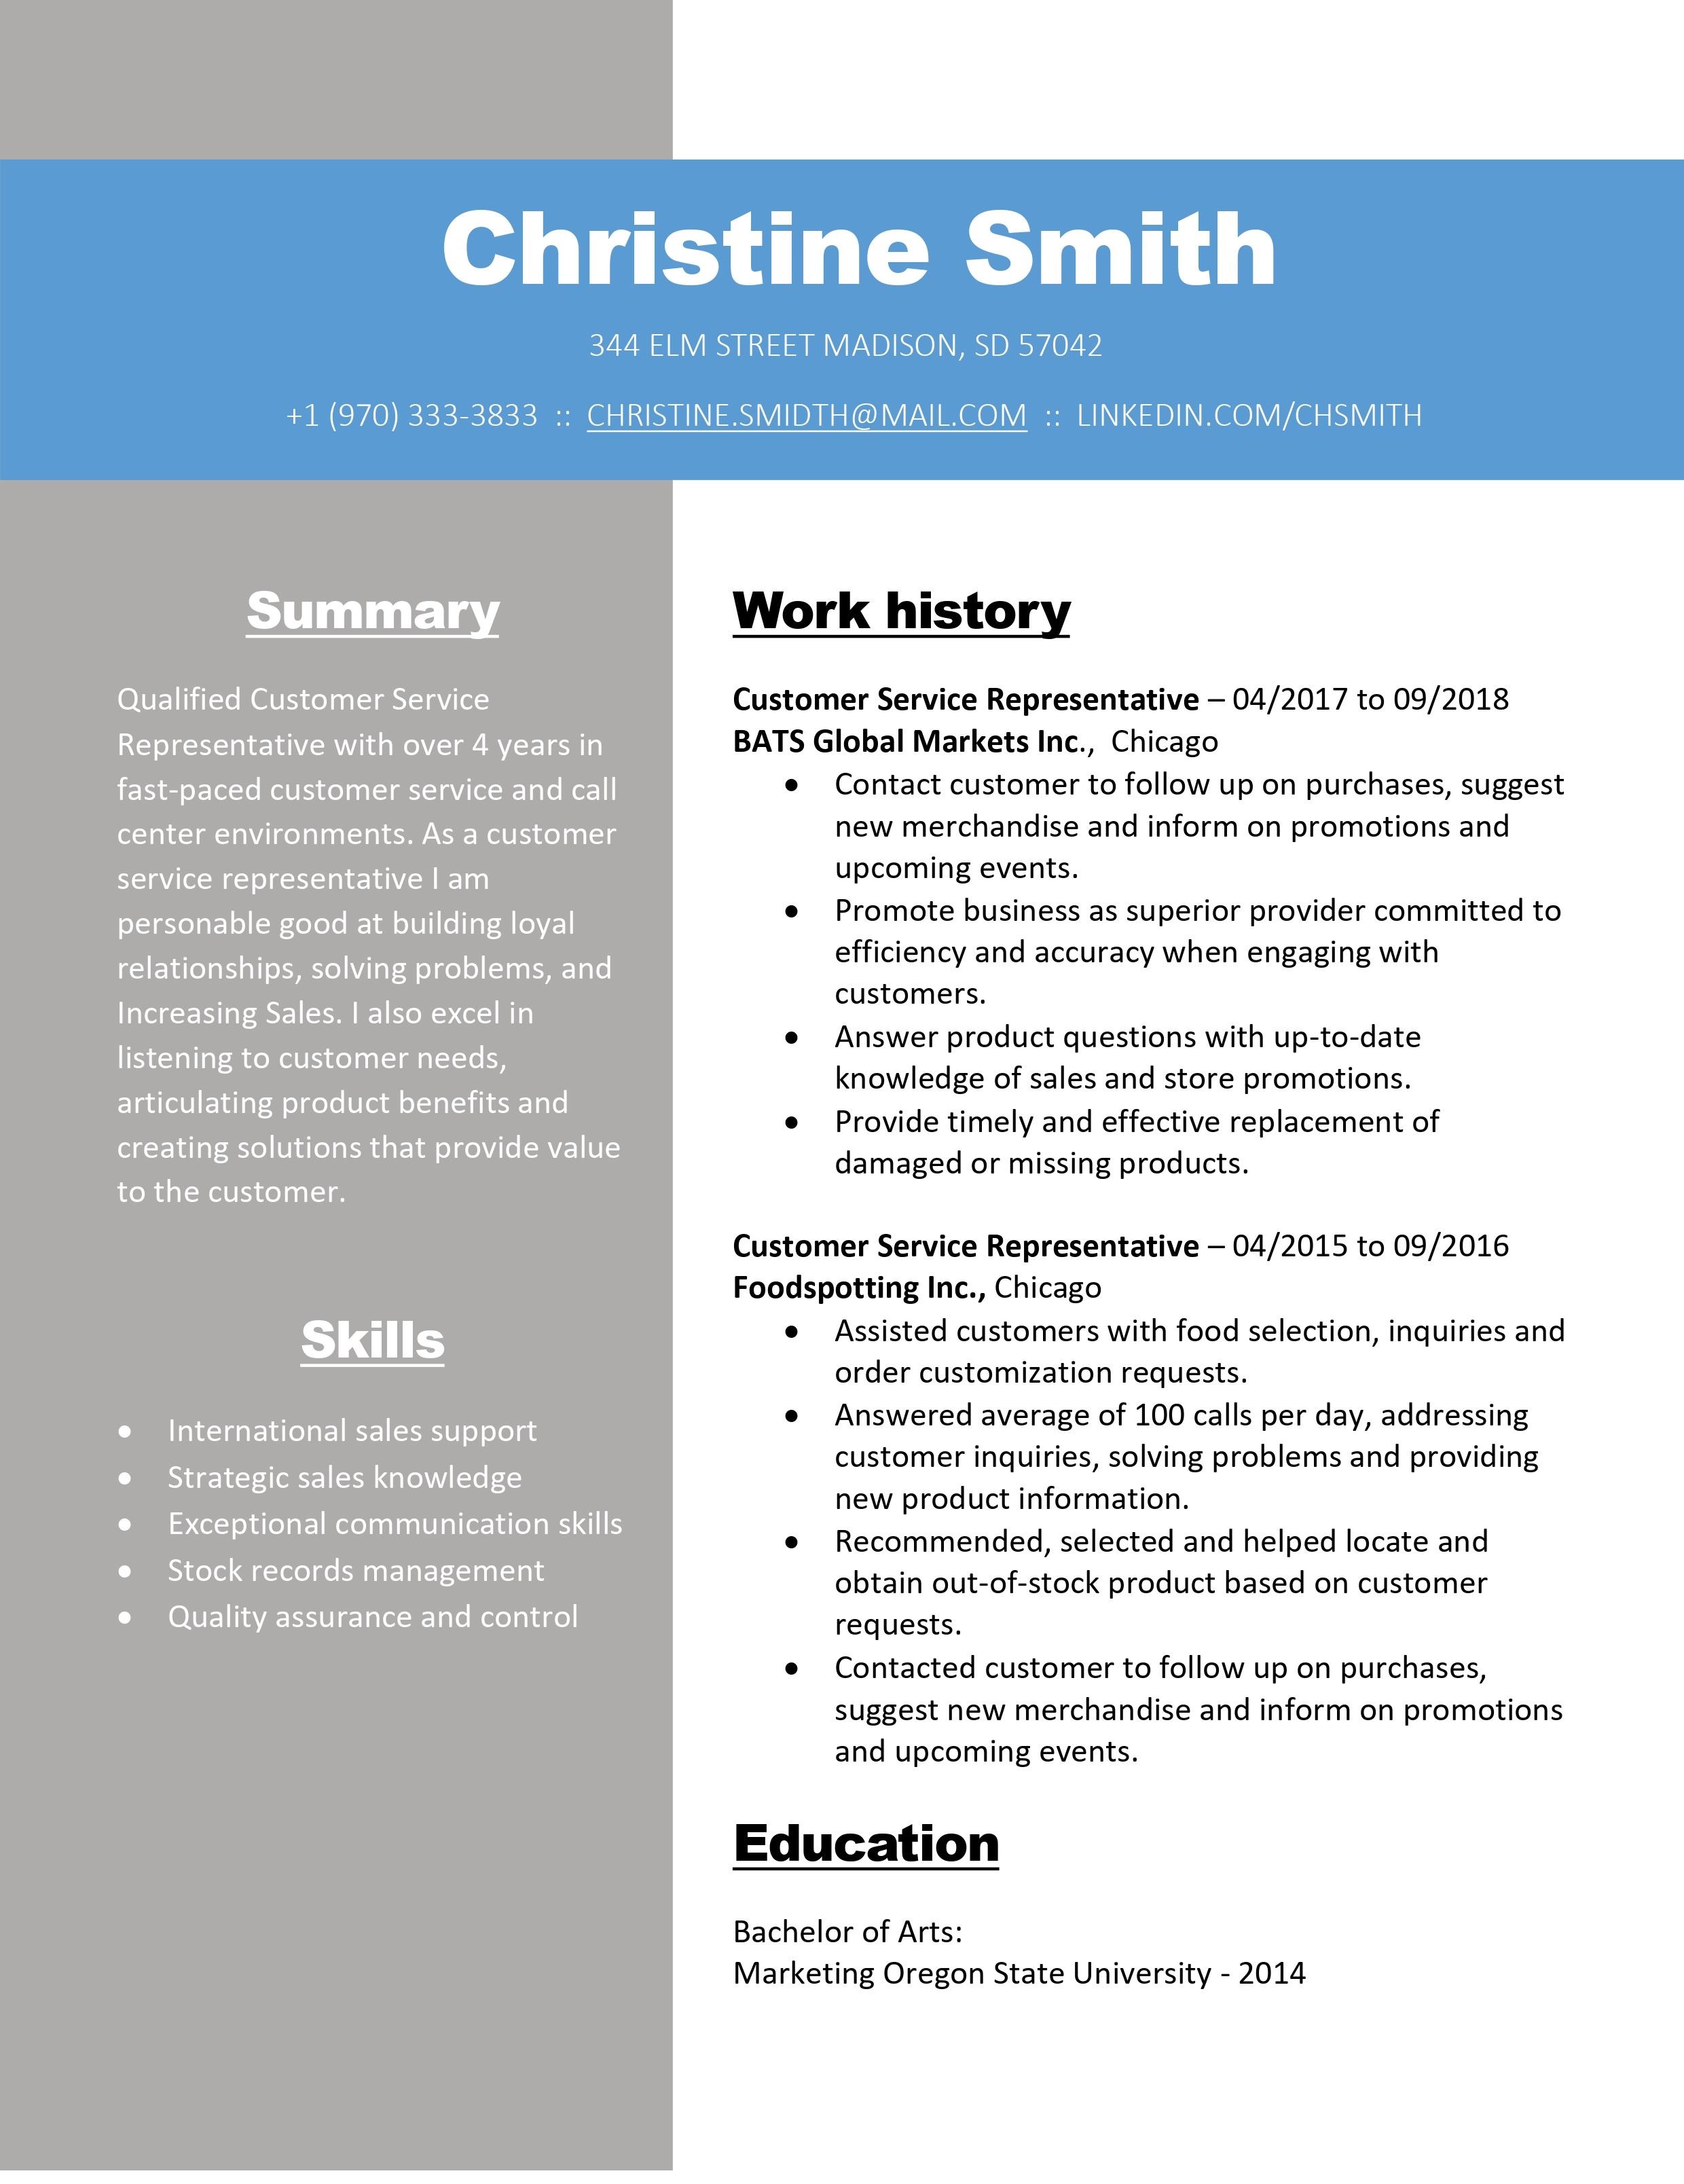 Christine Smith
344 ELM STREET MADISON, SD 57042
+1 (970) 333-3833 :: CHRISTINE.SMIDTH@MAIL.COM :: LINKEDIN.COM/CHSMITH
Summary
Qualified Customer Service
Representative with over 4 years in
fast-paced customer service and call
center environments. As a customer
service representative I am
personable good at building loyal
relationships, solving problems, and
Increasing Sales. I also excel in
listening to customer needs,
articulating product benefits and
creating solutions that provide value
to the customer.
Skills
• International sales support
• Strategic sales knowledge
• Exceptional communication skills
• Stock records management
• Quality assurance and control
Work history
Customer Service Representative – 04/2017 to 09/2018
BATS Global Markets Inc., Chicago
• Contact customer to follow up on purchases, suggest
new merchandise and inform on promotions and
upcoming events.
• Promote business as superior provider committed to
efficiency and accuracy when engaging with
customers.
• Answer product questions with up-to-date
knowledge of sales and store promotions.
• Provide timely and effective replacement of
damaged or missing products.
Customer Service Representative – 04/2015 to 09/2016
Foodspotting Inc., Chicago
• Assisted customers with food selection, inquiries and
order customization requests.
• Answered average of 100 calls per day, addressing
customer inquiries, solving problems and providing
new product information.
• Recommended, selected and helped locate and
obtain out-of-stock product based on customer
requests.
• Contacted customer to follow up on purchases,
suggest new merchandise and inform on promotions
and upcoming events.
Education
Bachelor of Arts:
Marketing Oregon State University - 2014